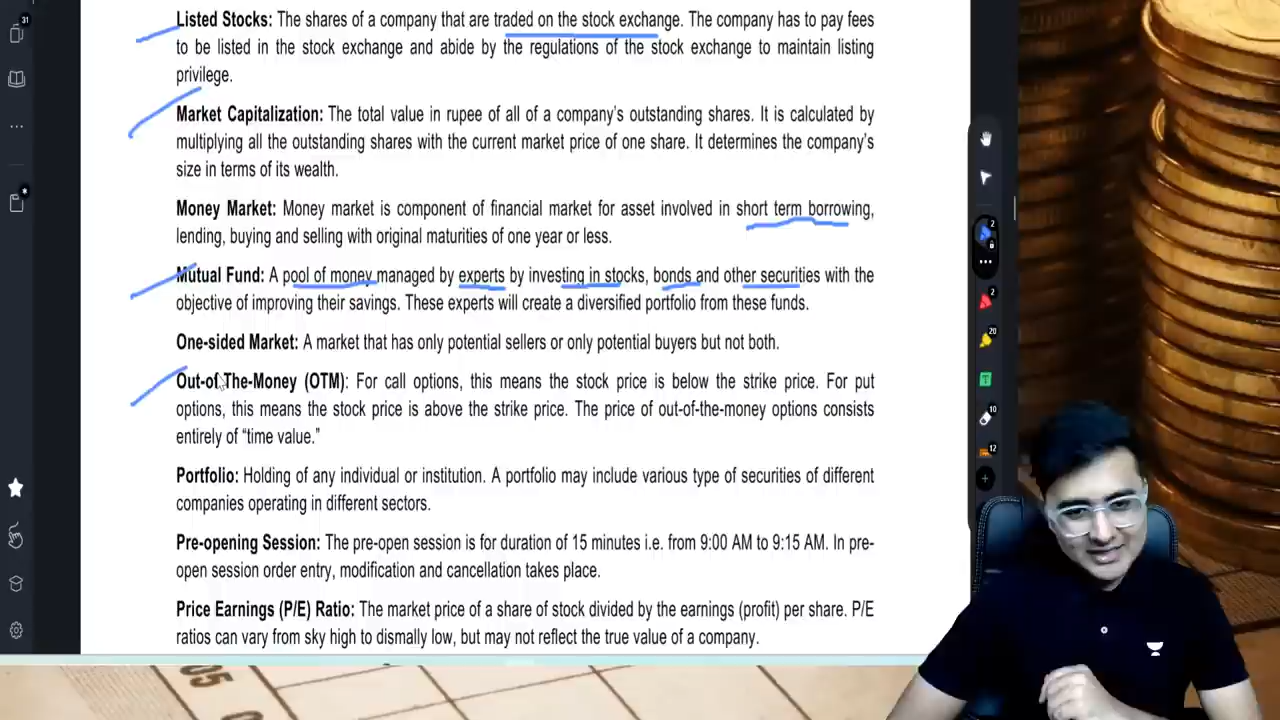 Listed Stocks: The shares of a company that are traded on the stock exchange. The company has to pay fees
to be listed in the stock exchange and abide by the regulations of the stock exchange to maintain listing
privilege.
Market Capitalization: The total value in rupee of all of a company's outstanding shares. It is calculated by
multiplying all the outstanding shares with the current market price of one share. It determines the company's
size in terms of its wealth.
Money Market: Money market is component of financial market for asset involved in short term borrowing,
lending, buying and selling with original maturities of one year or less.
Mutual Fund: A pool of money managed by experts by investing in stocks, bonds and other securities with the
objective of improving their savings. These experts will create a diversified portfolio from these funds.
One-sided Market: A market that has only potential sellers or only potential buyers but not both.
Out-of The-Money (OTM): For call options, this means the stock price is below the strike price. For put
options, this means the stock price is above the strike price. The price of out-of-the-money options consists
entirely of “time value.”
Portfolio: Holding of any individual or institution. A portfolio may include various type of securities of different
companies operating in different sectors.
Pre-opening Session: The pre-open session is for duration of 15 minutes i.e. from 9:00 AM to 9:15 AM. In pre-
open session order entry, modification and cancellation takes place.
Price Earnings (P/E) Ratio: The market price of a share of stock divided by the earnings (profit) per share. P/E
ratios can vary from sky high to dismally low, but may not reflect the true value of a company.
31
2
2
20
T
10
12
05